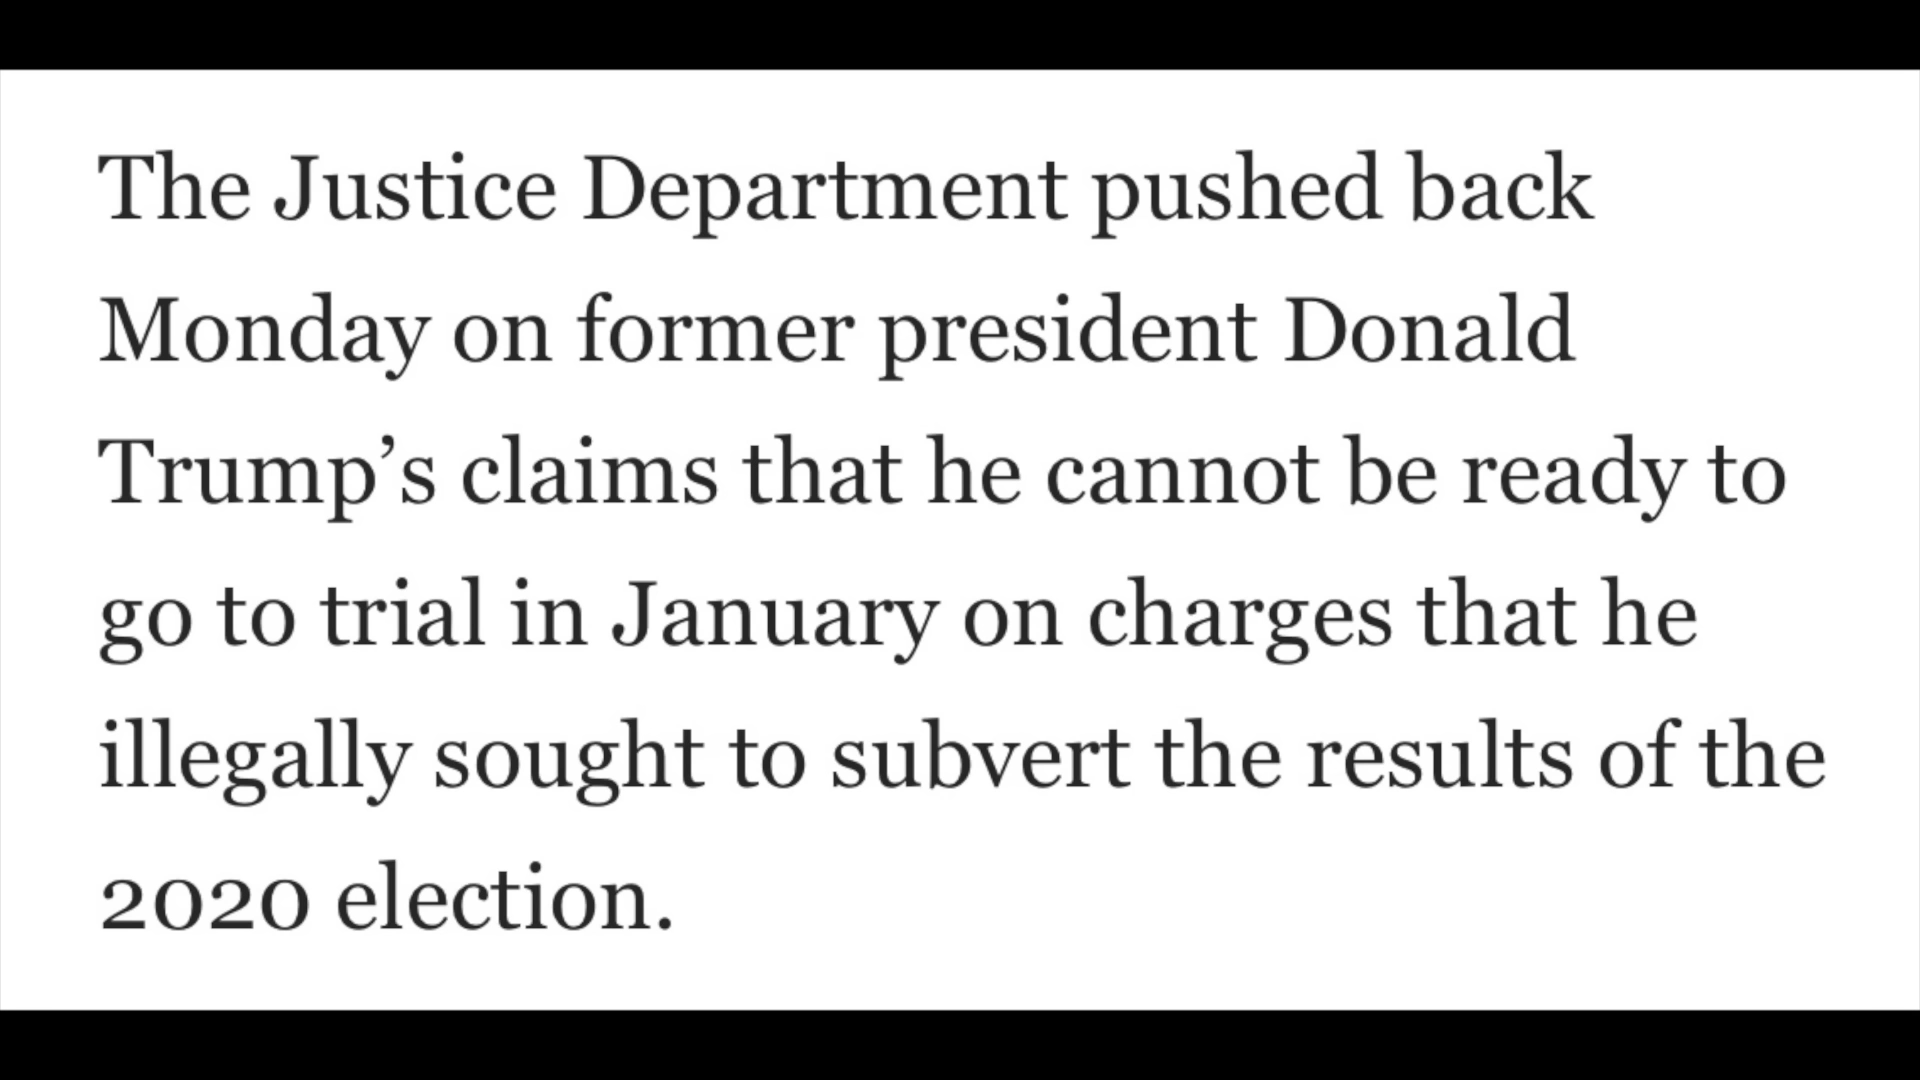 The Justice Department pushed back
Monday on former president Donald
Trump’s claims that he cannot be ready to
go to trial in January on charges that he
illegally sought to subvert the results of the
2020 election.